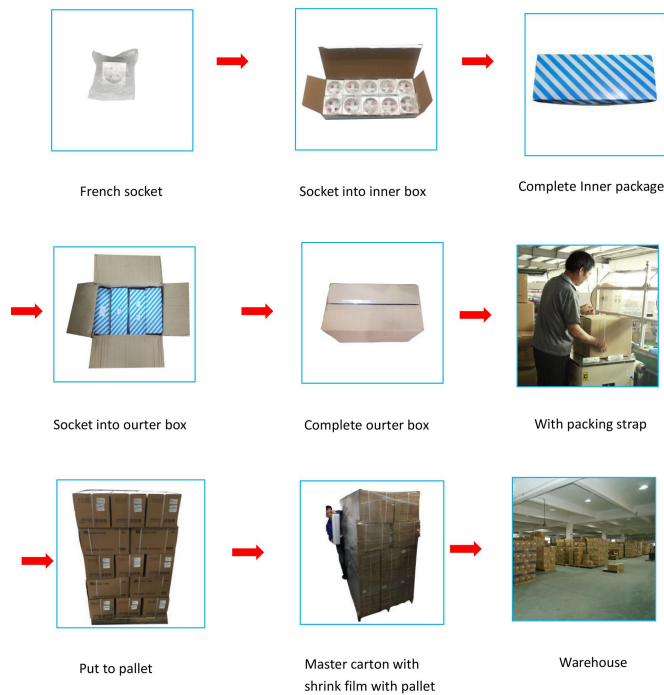 French socket
Socket into inner box
Complete Inner package
Socket into ourter box
Complete ourter box
With packing strap
Put to pallet
Master carton with
shrink film with pallet
Warehouse